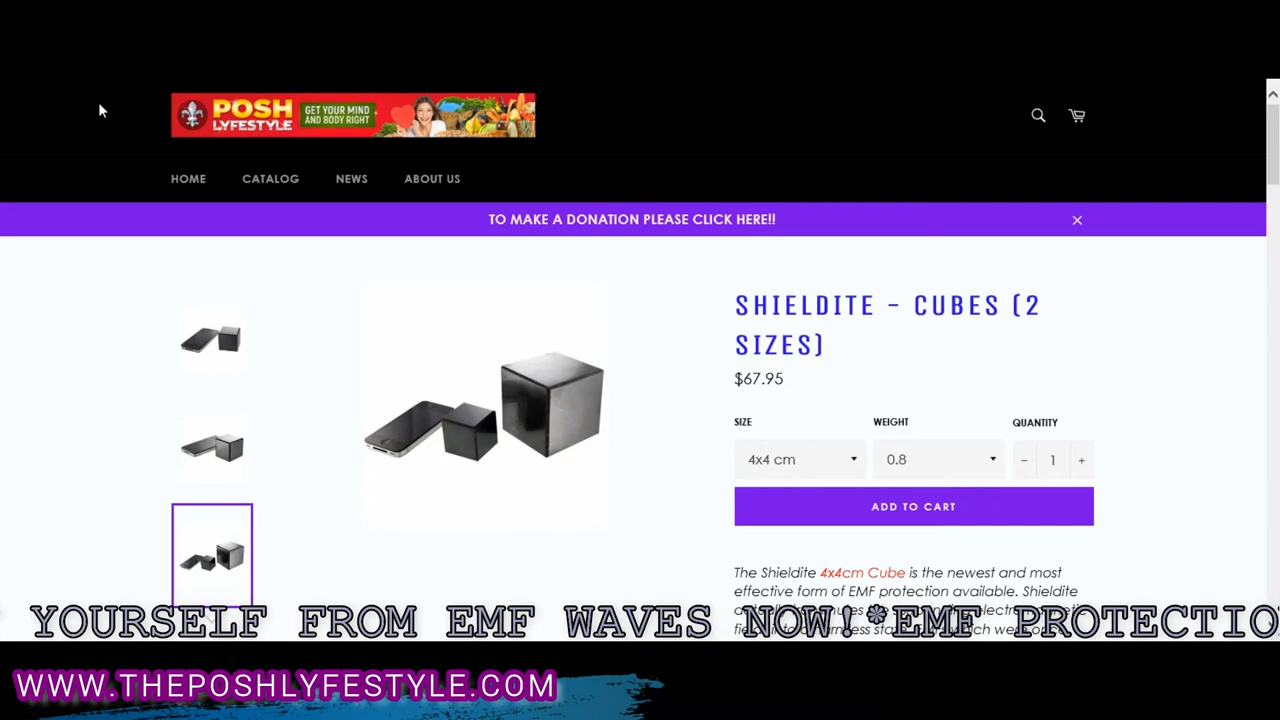 POSH
LYFESTYLE
GET YOUR MIND
AND BODY RIGHT
HOME CATALOG NEWS ABOUT US
TO MAKE A DONATION PLEASE CLICK HERE!!
SHIELDITE - CUBES (2
SIZES)
$67.95
SIZE WEIGHT QUANTITY
4x4 cm 0.8 − 1 +
ADD TO CART
The Shieldite 4x4cm Cube is the newest and most
effective form of EMF protection available. Shieldite
YOURSELF FROM EMF WAVES NOW!*EMF PROTECTIO
WWW.THEPOSHLYFESTYLE.COM